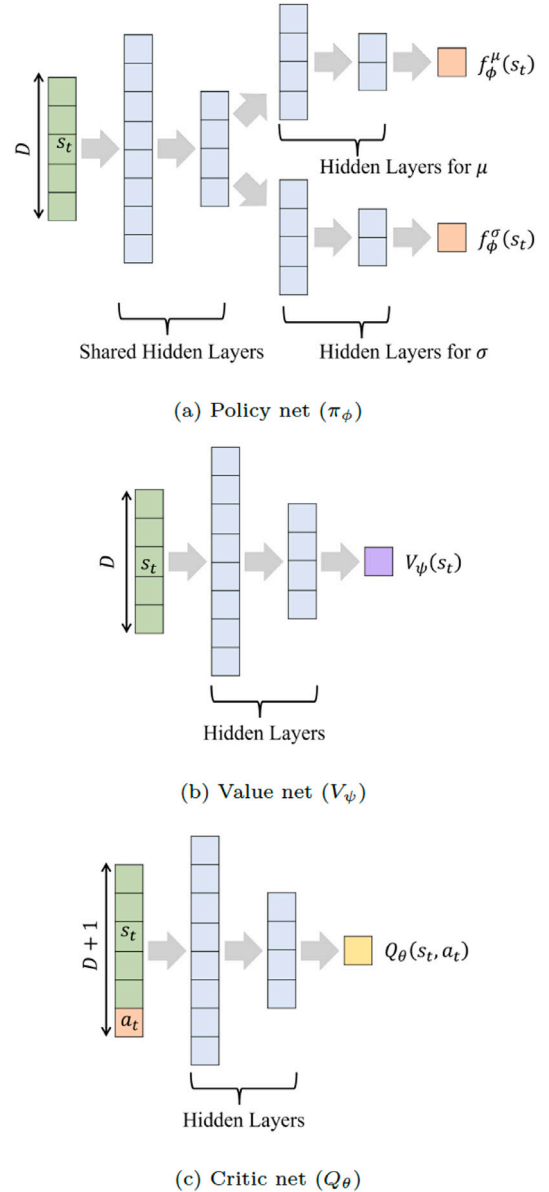 D
s_t
f_ϕ^μ(s_t)
Hidden Layers for μ
f_ϕ^σ(s_t)
Shared Hidden Layers
Hidden Layers for σ
(a) Policy net (π_ϕ)
D
s_t
V_ψ(s_t)
Hidden Layers
(b) Value net (V_ψ)
D + 1
s_t
a_t
Q_θ(s_t, a_t)
Hidden Layers
(c) Critic net (Q_θ)